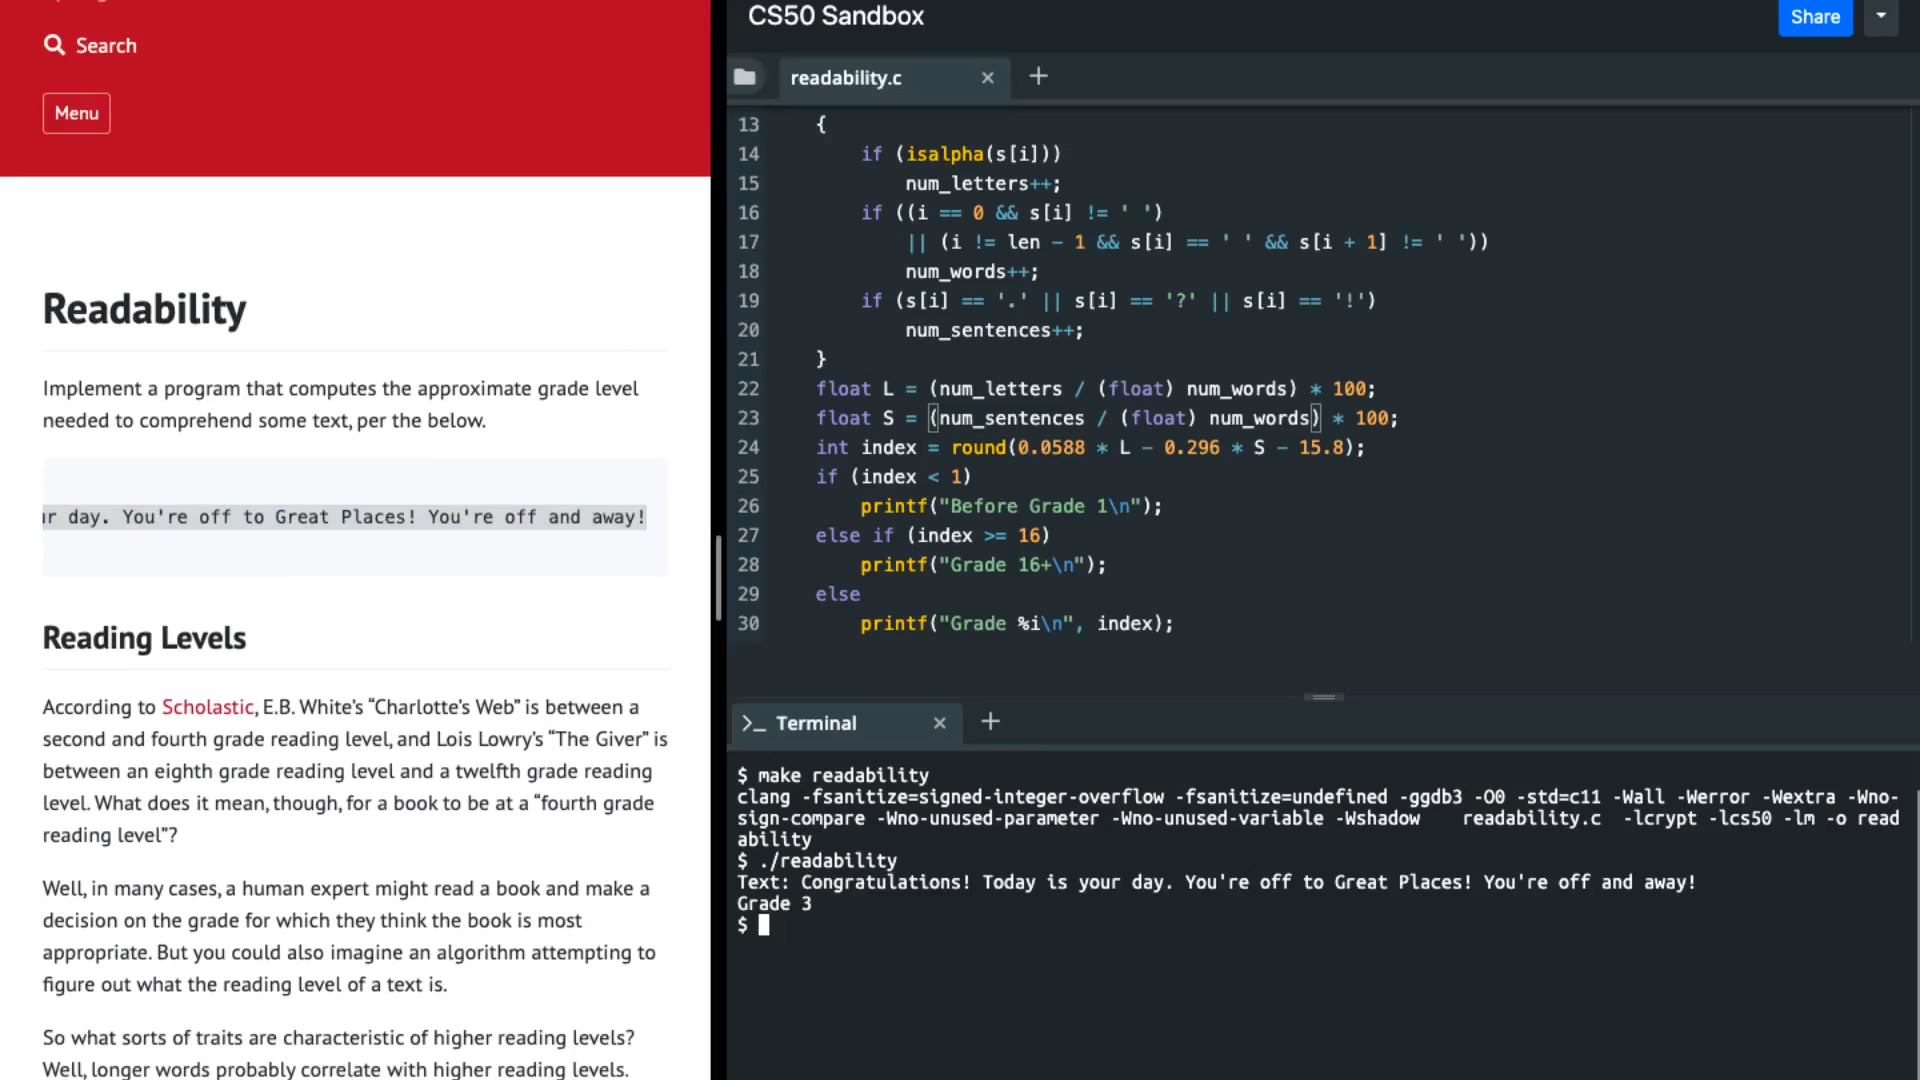 Search
Menu
Readability
Implement a program that computes the approximate grade level
needed to comprehend some text, per the below.
r day. You're off to Great Places! You're off and away!
Reading Levels
According to Scholastic, E.B. White’s “Charlotte’s Web” is between a
second and fourth grade reading level, and Lois Lowry’s “The Giver” is
between an eighth grade reading level and a twelfth grade reading
level. What does it mean, though, for a book to be at a “fourth grade
reading level”?
Well, in many cases, a human expert might read a book and make a
decision on the grade for which they think the book is most
appropriate. But you could also imagine an algorithm attempting to
figure out what the reading level of a text is.
So what sorts of traits are characteristic of higher reading levels?
Well, longer words probably correlate with higher reading levels.
CS50 Sandbox
Share
readability.c
13 {
14 if (isalpha(s[i]))
15 num_letters++;
16 if ((i == 0 && s[i] != ' ')
17 || (i != len - 1 && s[i] == ' ' && s[i + 1] != ' '))
18 num_words++;
19 if (s[i] == '.' || s[i] == '?' || s[i] == '!')
20 num_sentences++;
21 }
22 float L = (num_letters / (float) num_words) * 100;
23 float S = (num_sentences / (float) num_words) * 100;
24 int index = round(0.0588 * L - 0.296 * S - 15.8);
25 if (index < 1)
26 printf("Before Grade 1\n");
27 else if (index >= 16)
28 printf("Grade 16+\n");
29 else
30 printf("Grade %i\n", index);
>_ Terminal
$ make readability
clang -fsanitize=signed-integer-overflow -fsanitize=undefined -ggdb3 -O0 -std=c11 -Wall -Werror -Wextra -Wno-
sign-compare -Wno-unused-parameter -Wno-unused-variable -Wshadow readability.c -lcrypt -lcs50 -lm -o read
ability
$ ./readability
Text: Congratulations! Today is your day. You're off to Great Places! You're off and away!
Grade 3
$